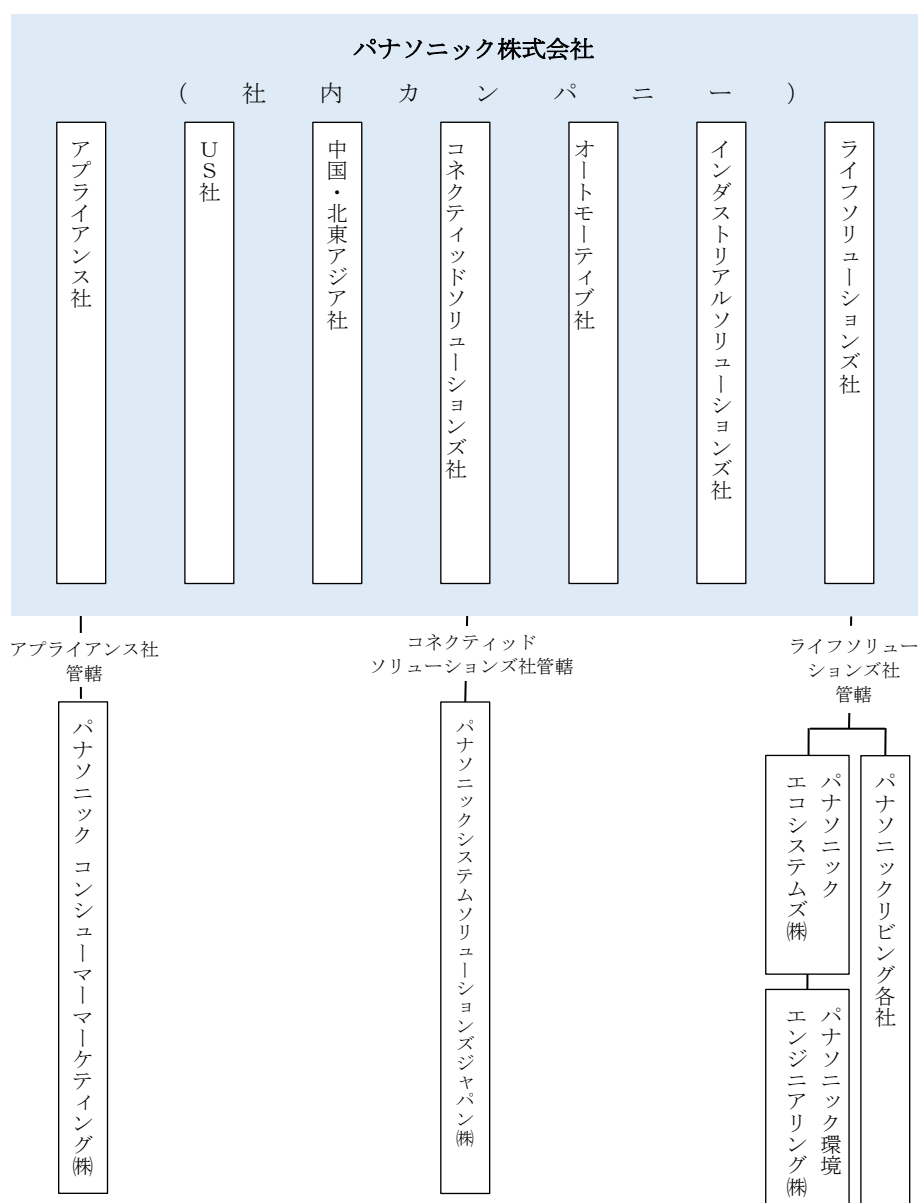 パナソニック株式会社
( 社 内 カ ン パ ニ ー )
アプライアンス社
US社
中国・北東アジア社
コネクティッドソリューションズ社
オートモーティブ社
インダストリアルソリューションズ社
ライフソリューションズ社
アプライアンス社
管轄
コネクティッド
ソリューションズ社管轄
ライフソリュー
ションズ社
管轄
パナソニック コンシューマーマーケティング㈱
パナソニックシステムソリューションズジャパン㈱
パナソニック
エコシステムズ㈱
パナソニック環境
エンジニアリング㈱
パナソニックリビング各社